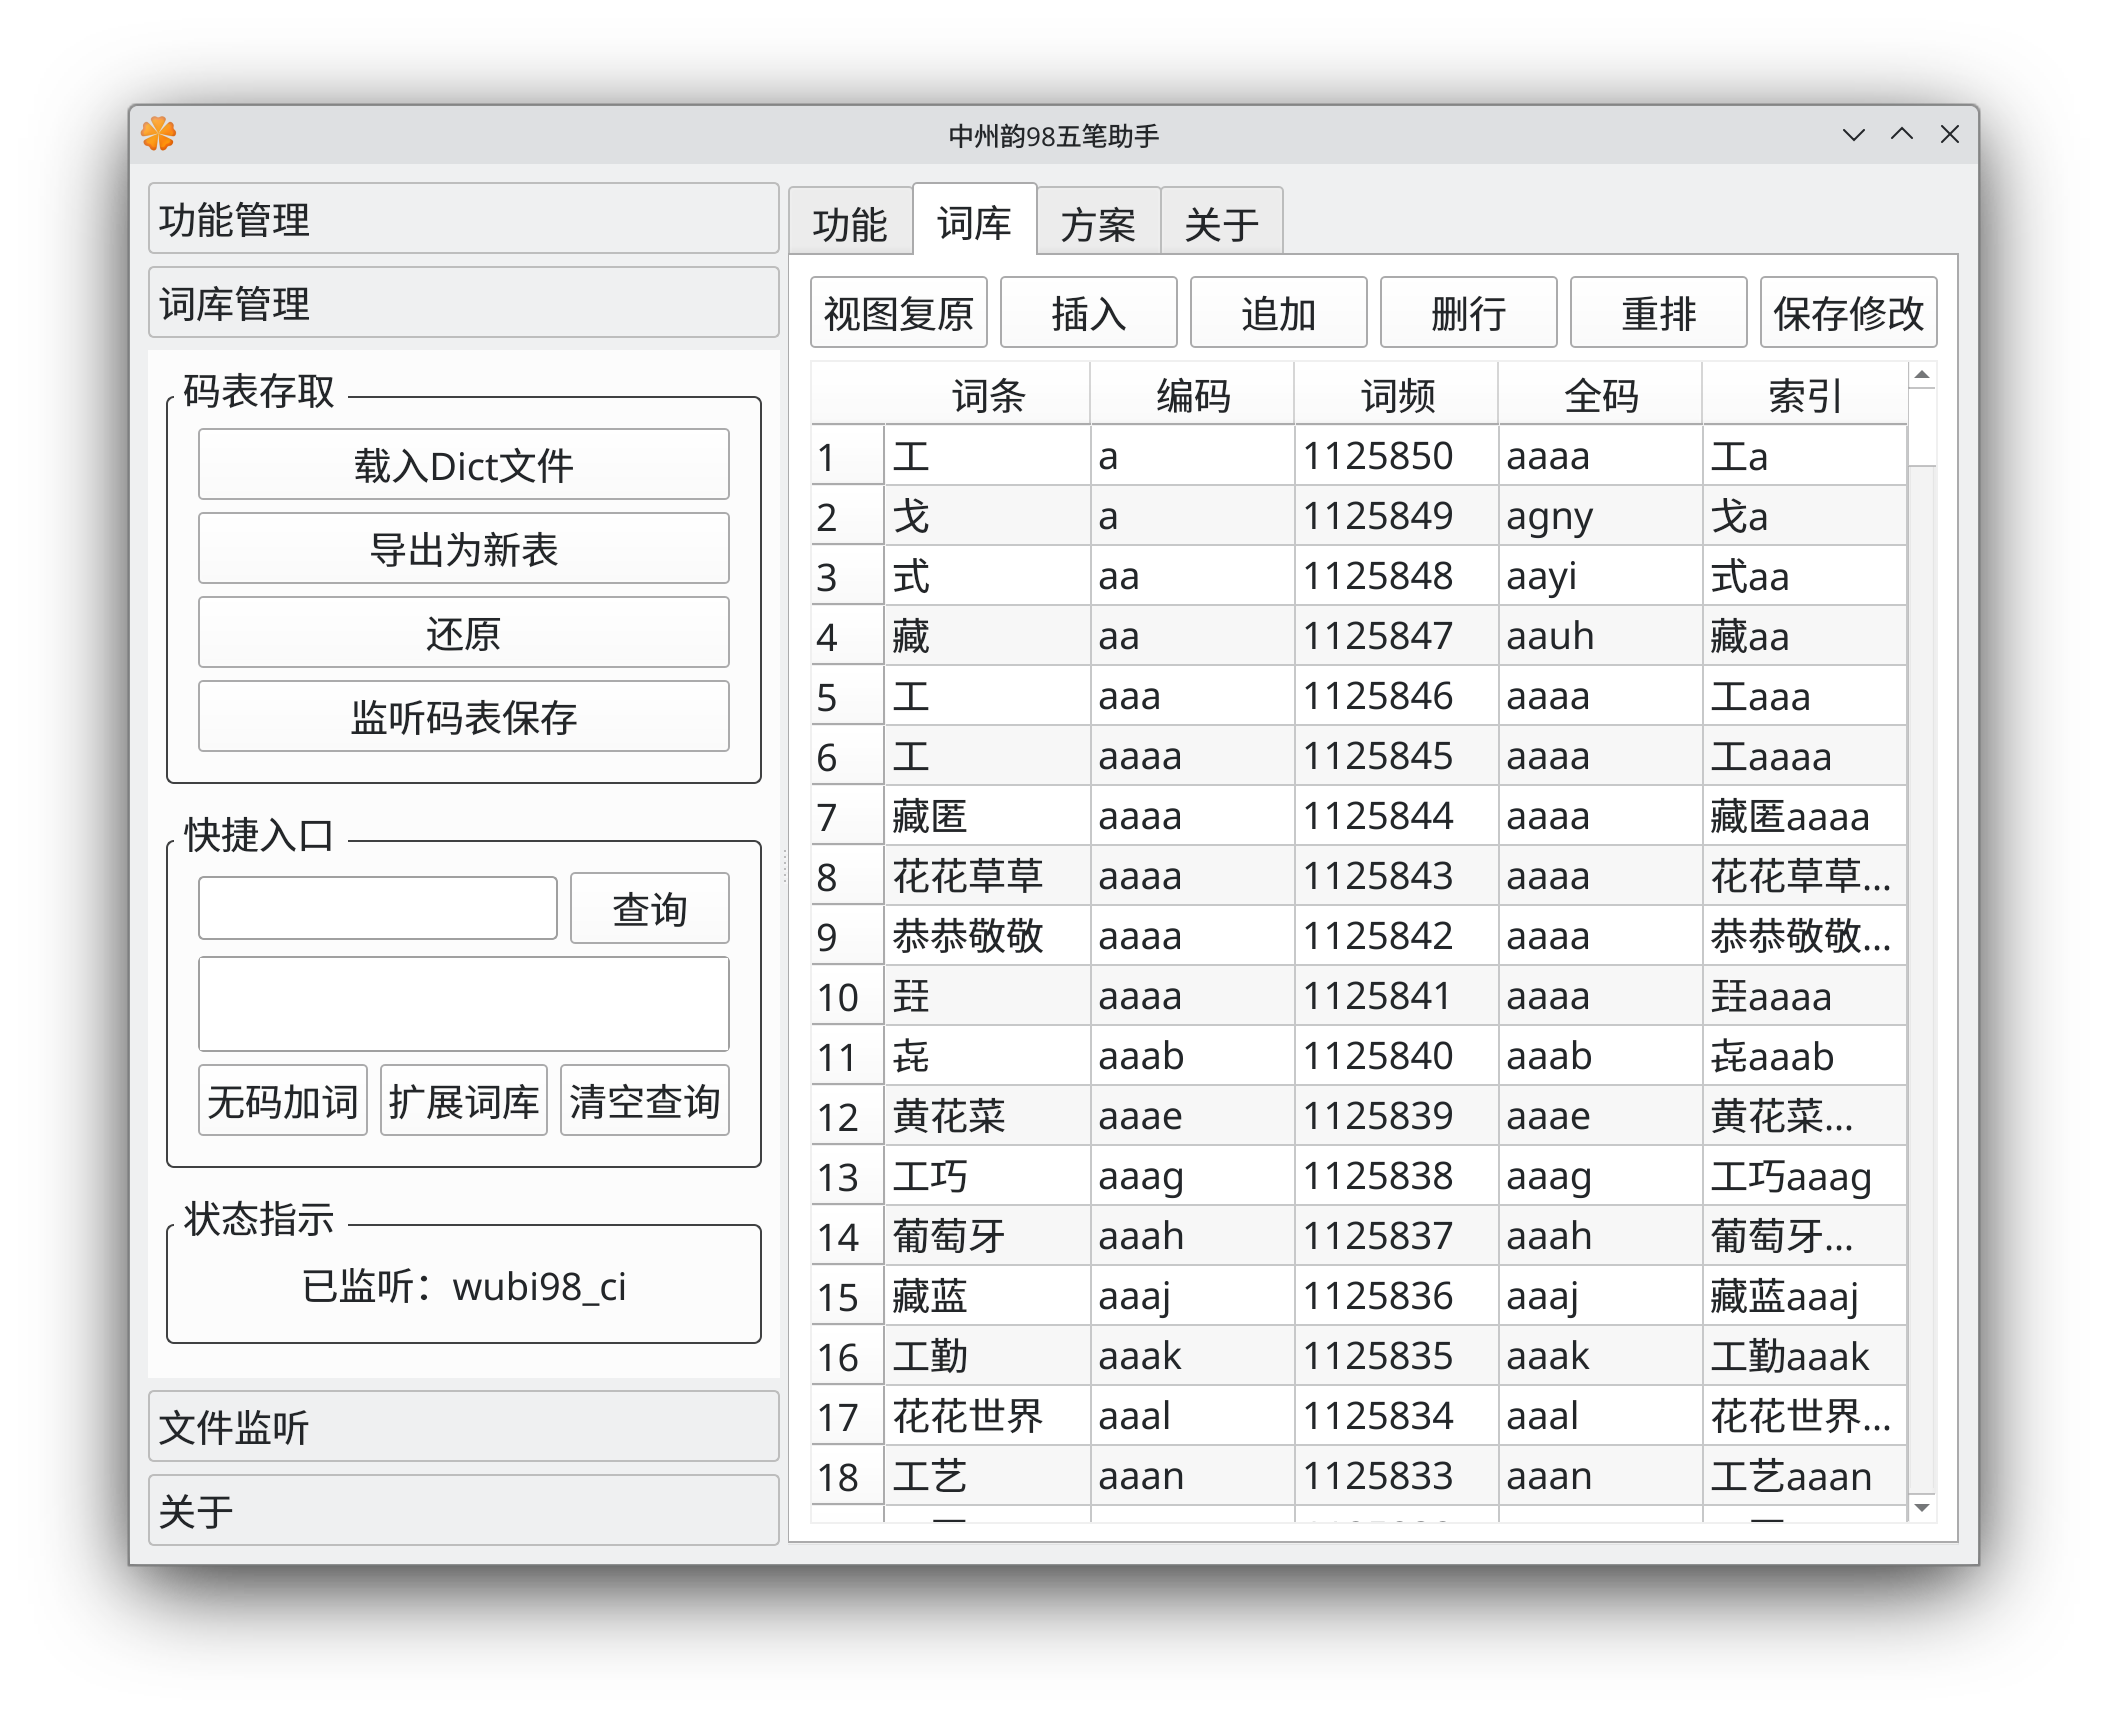 中州韵98五笔助手
功能管理
词库管理
码表存取
载入Dict文件
导出为新表
还原
监听码表保存
快捷入口
查询
无码加词 扩展词库 清空查询
状态指示
已监听：wubi98_ci
文件监听
关于
功能 词库 方案 关于
视图复原 插入 追加 删行 重排 保存修改
词条 编码 词频 全码 索引
1 工 a 1125850 aaaa 工a
2 戈 a 1125849 agny 戈a
3 式 aa 1125848 aayi 式aa
4 藏 aa 1125847 aauh 藏aa
5 工 aaa 1125846 aaaa 工aaa
6 工 aaaa 1125845 aaaa 工aaaa
7 藏匿 aaaa 1125844 aaaa 藏匿aaaa
8 花花草草 aaaa 1125843 aaaa 花花草草...
9 恭恭敬敬 aaaa 1125842 aaaa 恭恭敬敬...
10 㠭 aaaa 1125841 aaaa 㠭aaaa
11 aaab 1125840 aaab aaab
12 黄花菜 aaae 1125839 aaae 黄花菜...
13 工巧 aaag 1125838 aaag 工巧aaag
14 葡萄牙 aaah 1125837 aaah 葡萄牙...
15 藏蓝 aaaj 1125836 aaaj 藏蓝aaaj
16 工勤 aaak 1125835 aaak 工勤aaak
17 花花世界 aaal 1125834 aaal 花花世界...
18 工艺 aaan 1125833 aaan 工艺aaan